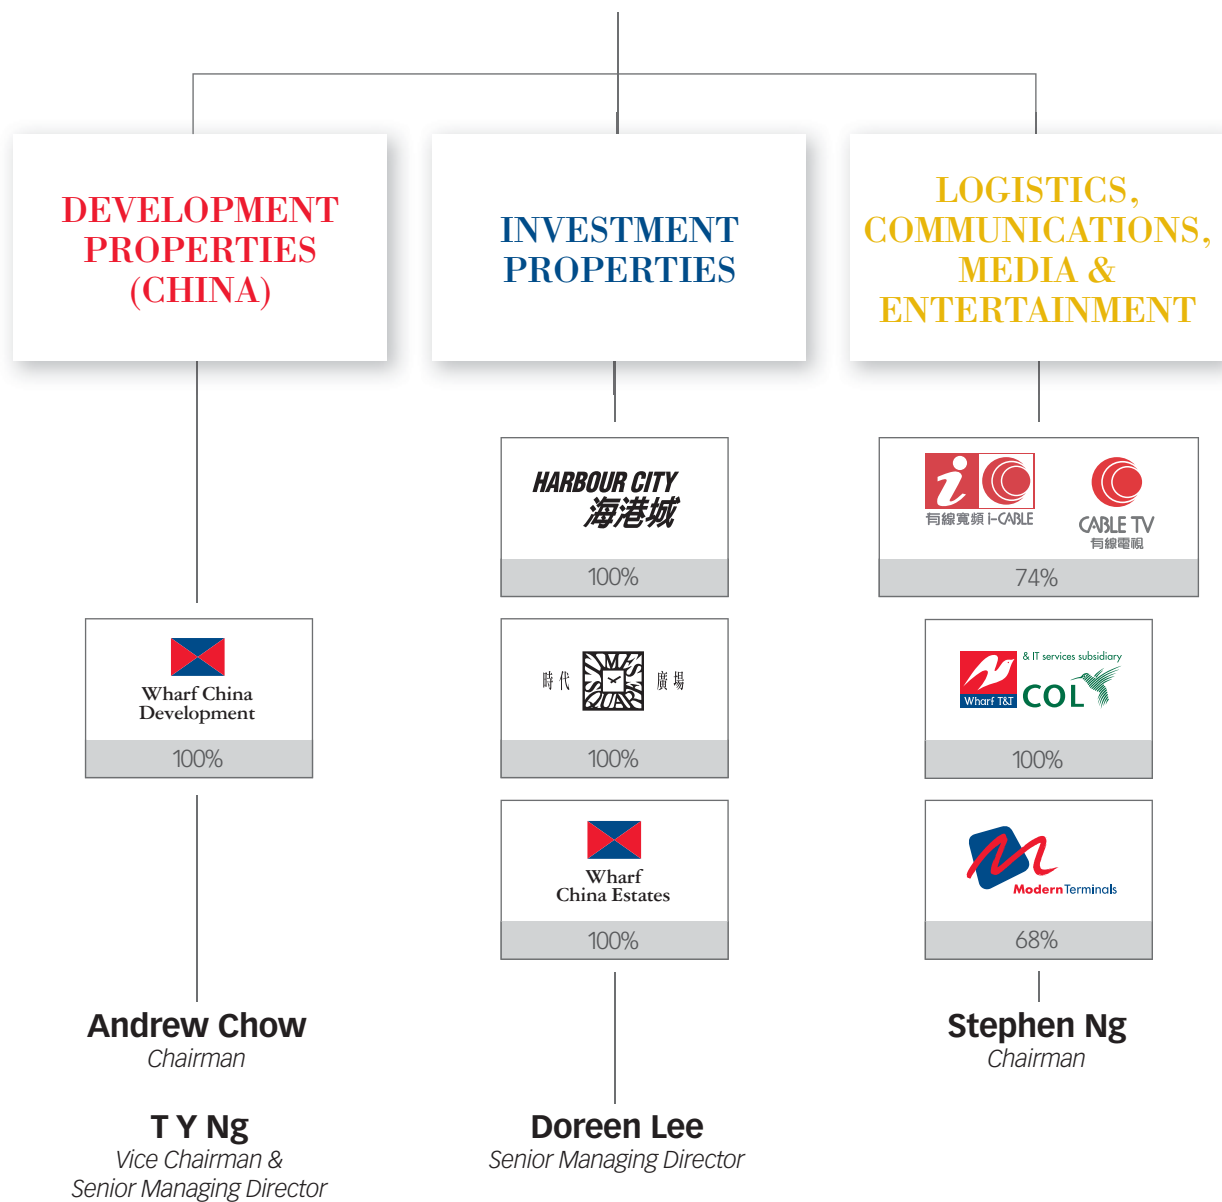 DEVELOPMENT
PROPERTIES
(CHINA)
INVESTMENT
PROPERTIES
LOGISTICS,
COMMUNICATIONS,
MEDIA &
ENTERTAINMENT
HARBOUR CITY
海港城
100%
有線寬頻 i-CABLE
CABLE TV
有線電視
74%
Wharf China
Development
100%
時代 TIMES SQUARE 廣場
100%
& IT services subsidiary
Wharf T&T COL
100%
Wharf
China Estates
100%
ModernTerminals
68%
Andrew Chow
Chairman
T Y Ng
Vice Chairman &
Senior Managing Director
Doreen Lee
Senior Managing Director
Stephen Ng
Chairman